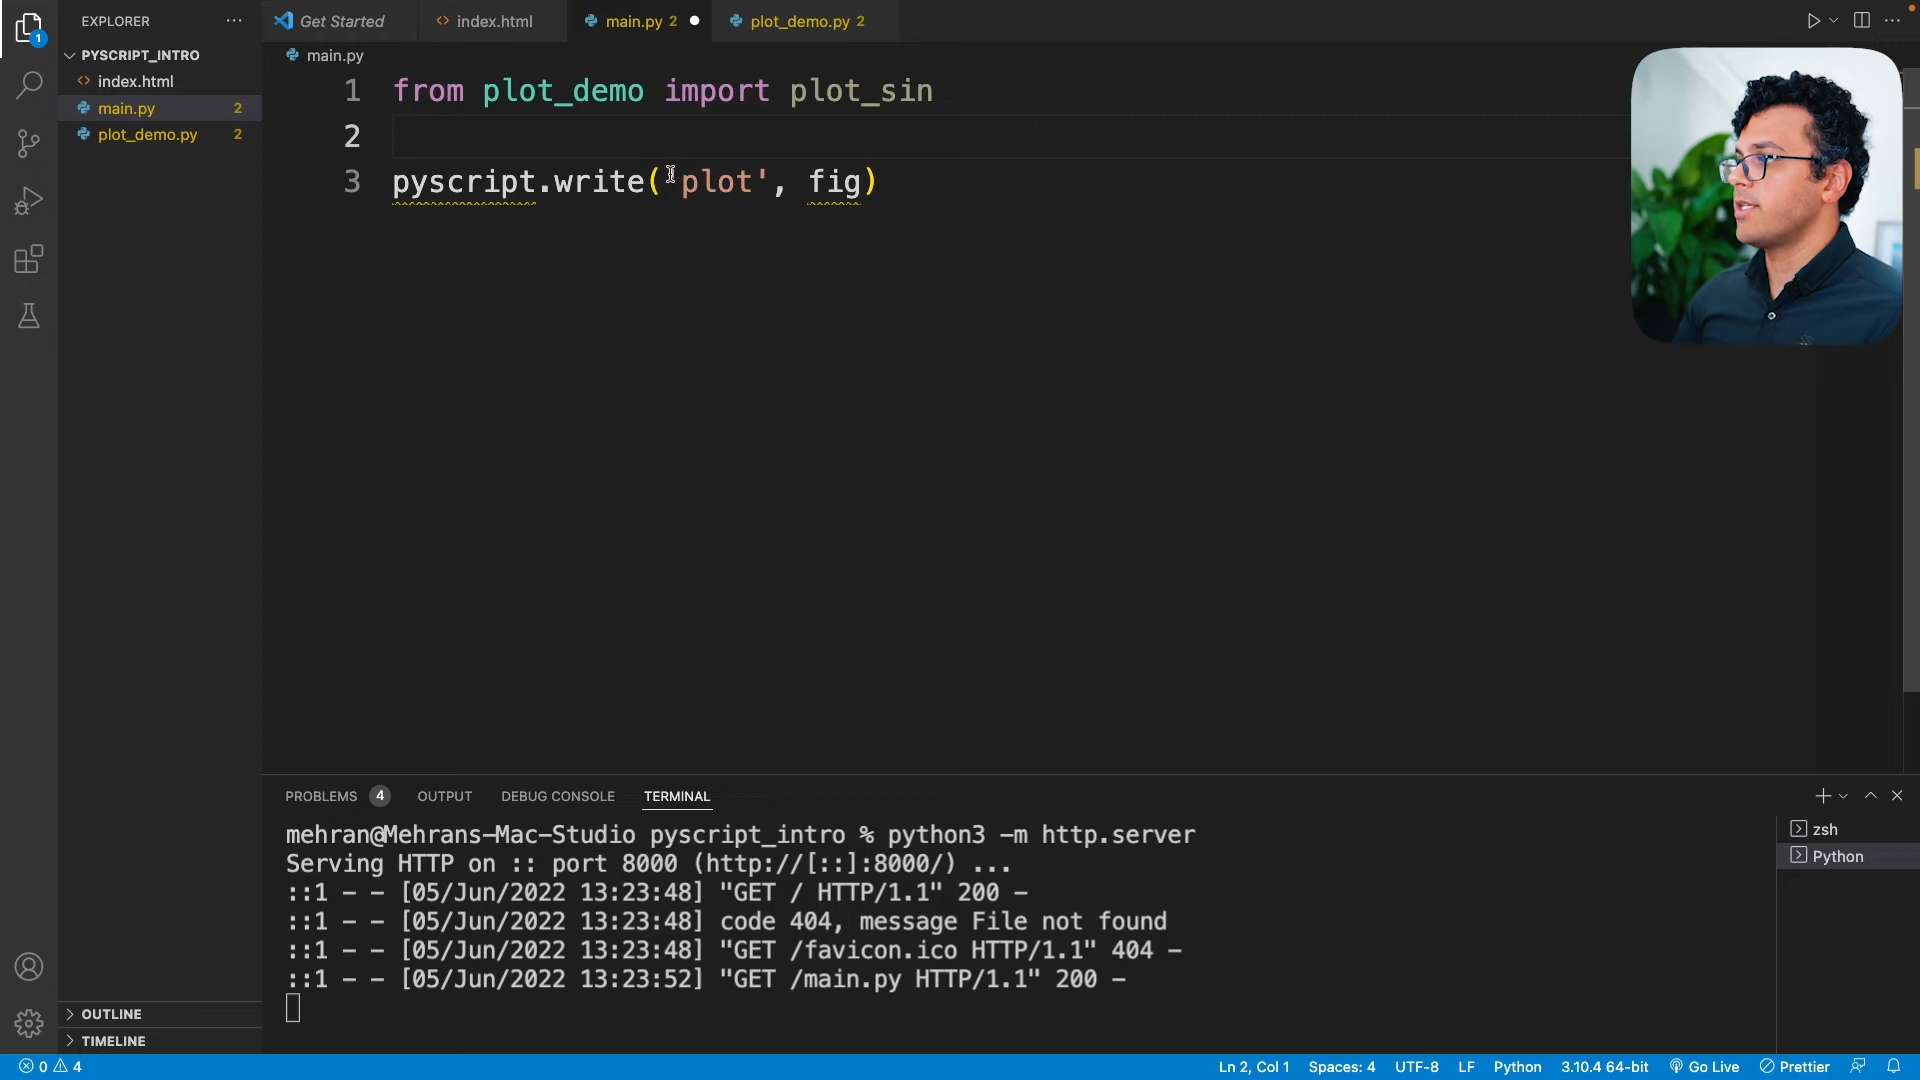 EXPLORER
Get Started
index.html
main.py 2
plot_demo.py 2
1
PYSCRIPT_INTRO
index.html
main.py 2
plot_demo.py 2
main.py
1 from plot_demo import plot_sin
2
3 pyscript.write('plot', fig)
PROBLEMS 4 OUTPUT DEBUG CONSOLE TERMINAL
mehran@Mehrans-Mac-Studio pyscript_intro % python3 -m http.server
Serving HTTP on :: port 8000 (http://[::]:8000/) ...
::1 - - [05/Jun/2022 13:23:48] "GET / HTTP/1.1" 200 -
::1 - - [05/Jun/2022 13:23:48] code 404, message File not found
::1 - - [05/Jun/2022 13:23:48] "GET /favicon.ico HTTP/1.1" 404 -
::1 - - [05/Jun/2022 13:23:52] "GET /main.py HTTP/1.1" 200 -
zsh
Python
OUTLINE
TIMELINE
0 4 Ln 2, Col 1 Spaces: 4 UTF-8 LF Python 3.10.4 64-bit Go Live Prettier